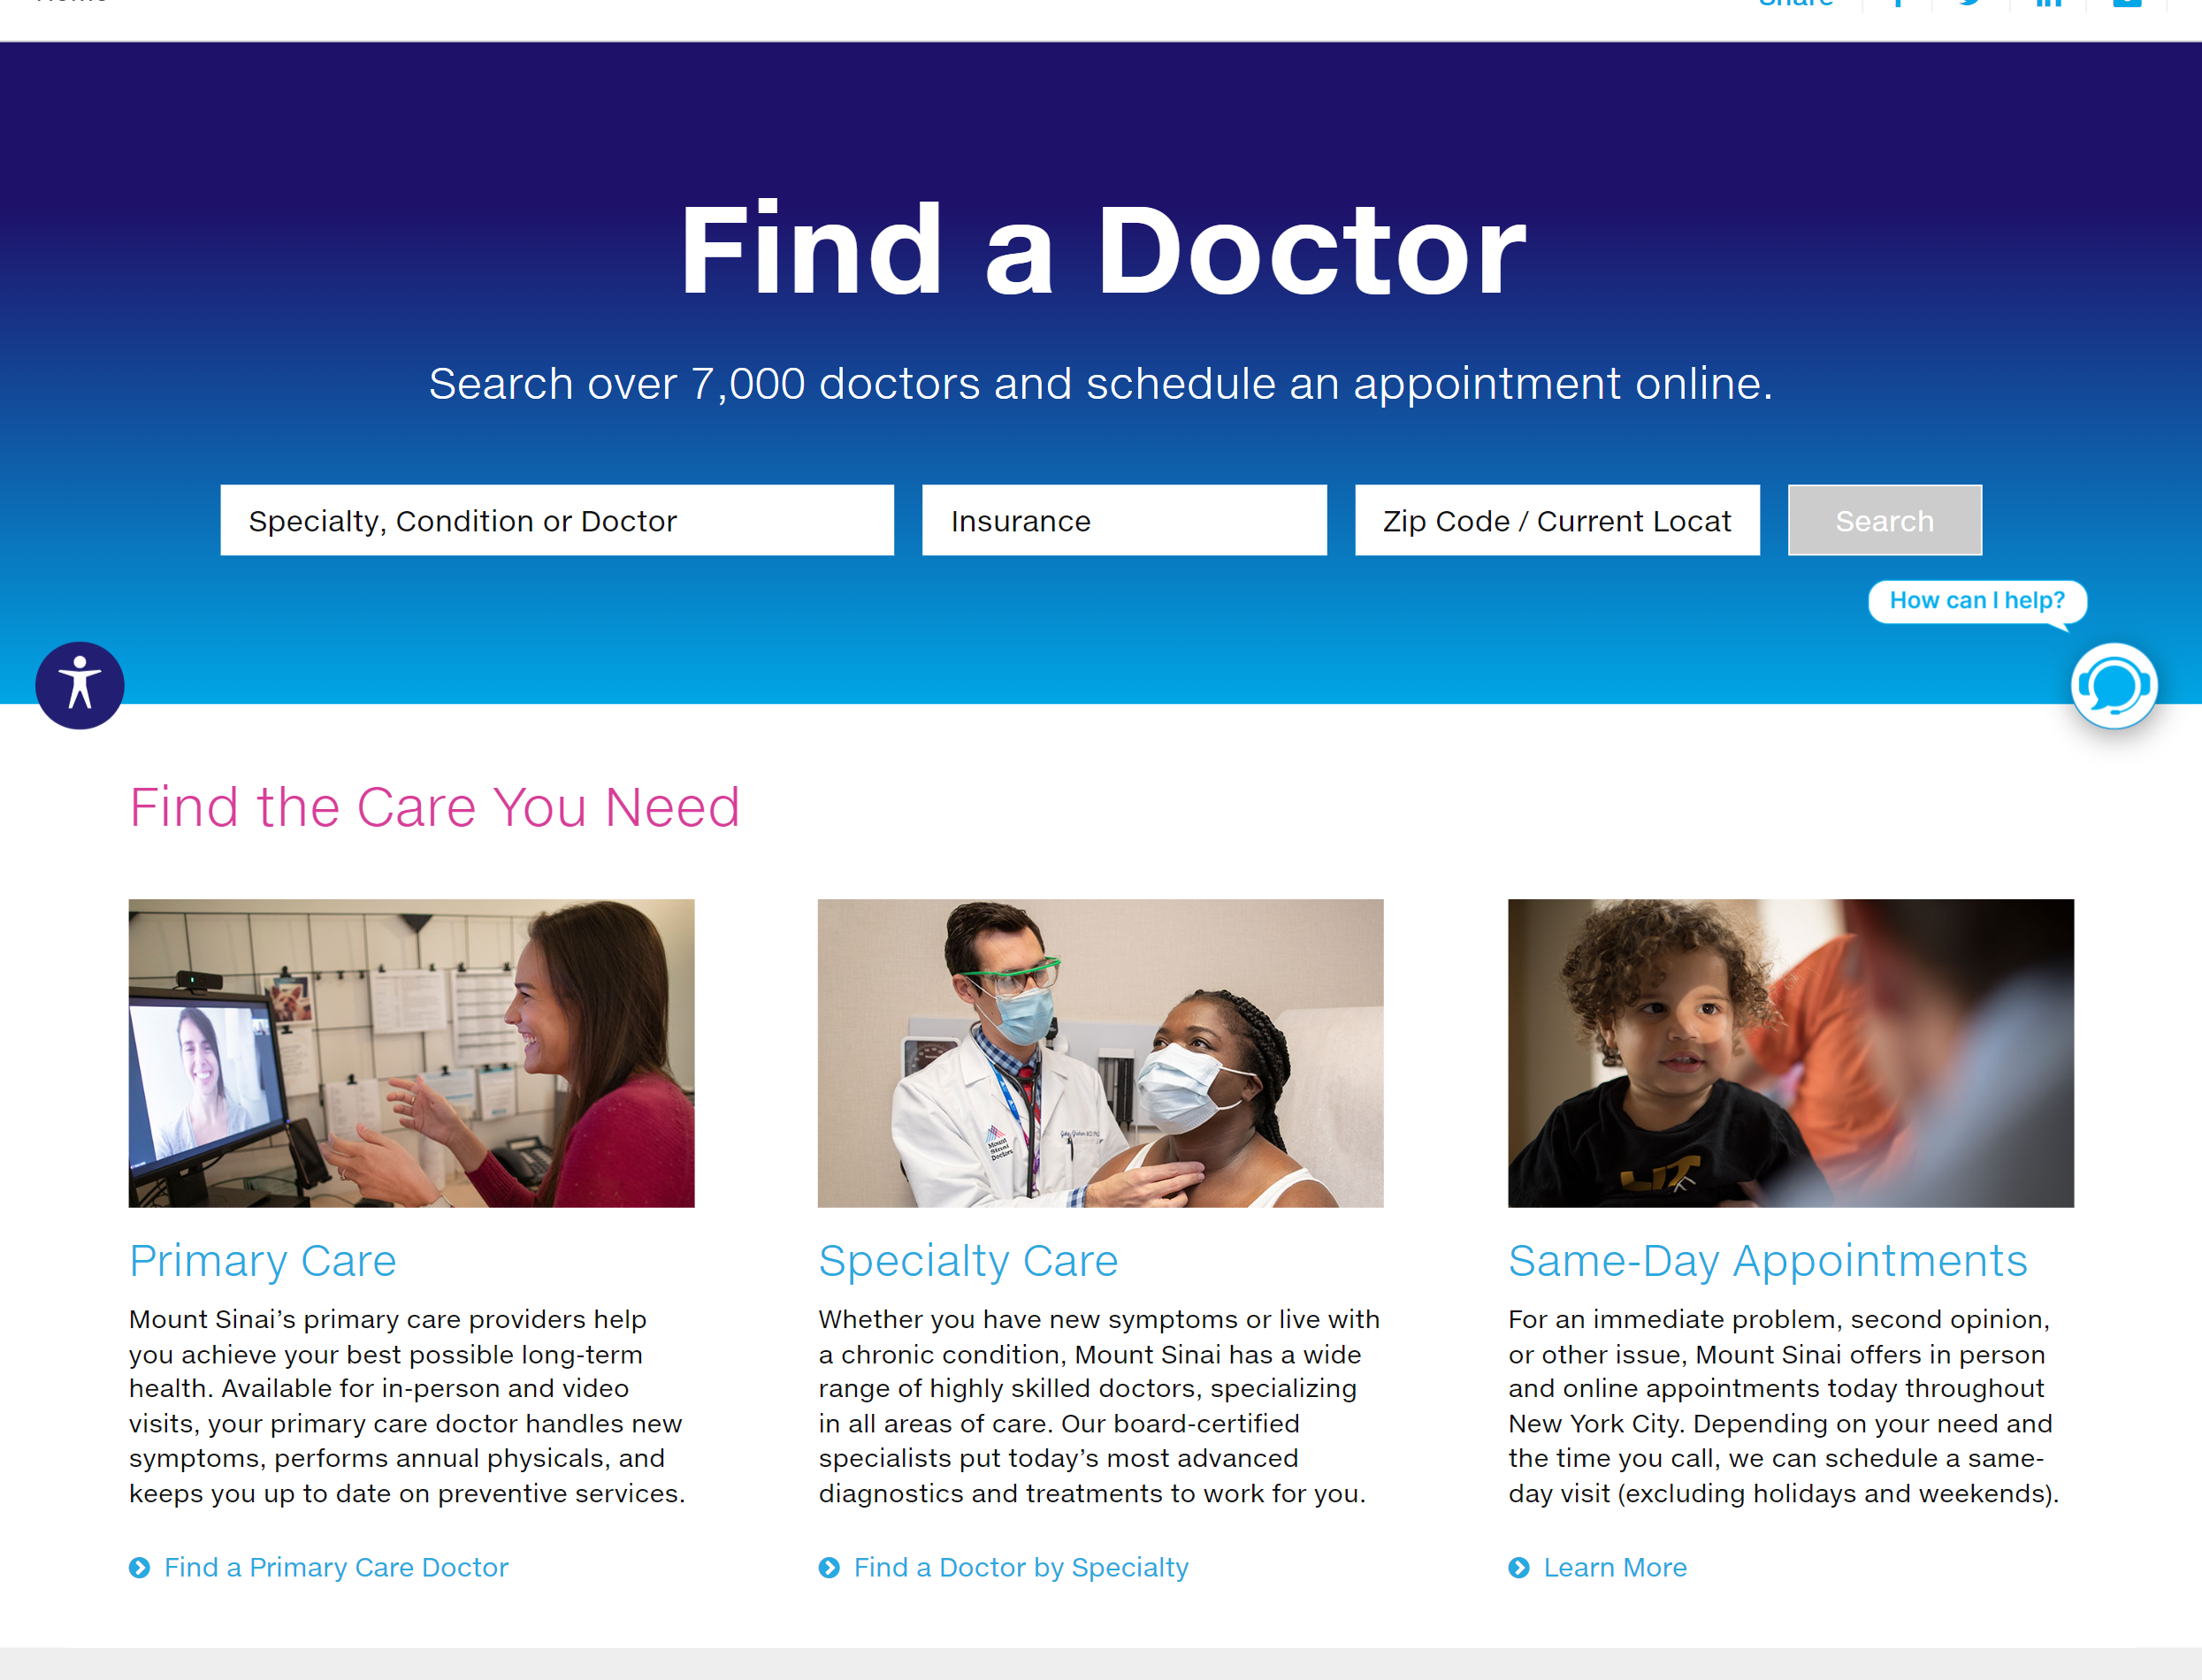 Share
Find a Doctor
Search over 7,000 doctors and schedule an appointment online.
Specialty, Condition or Doctor
Insurance
Zip Code / Current Locat
Search
How can I help?
Find the Care You Need
Mount
Sinai
Doctors
LIT
Primary Care
Mount Sinai’s primary care providers help
you achieve your best possible long-term
health. Available for in-person and video
visits, your primary care doctor handles new
symptoms, performs annual physicals, and
keeps you up to date on preventive services.
Find a Primary Care Doctor
Specialty Care
Whether you have new symptoms or live with
a chronic condition, Mount Sinai has a wide
range of highly skilled doctors, specializing
in all areas of care. Our board-certified
specialists put today’s most advanced
diagnostics and treatments to work for you.
Find a Doctor by Specialty
Same-Day Appointments
For an immediate problem, second opinion,
or other issue, Mount Sinai offers in person
and online appointments today throughout
New York City. Depending on your need and
the time you call, we can schedule a same-
day visit (excluding holidays and weekends).
Learn More